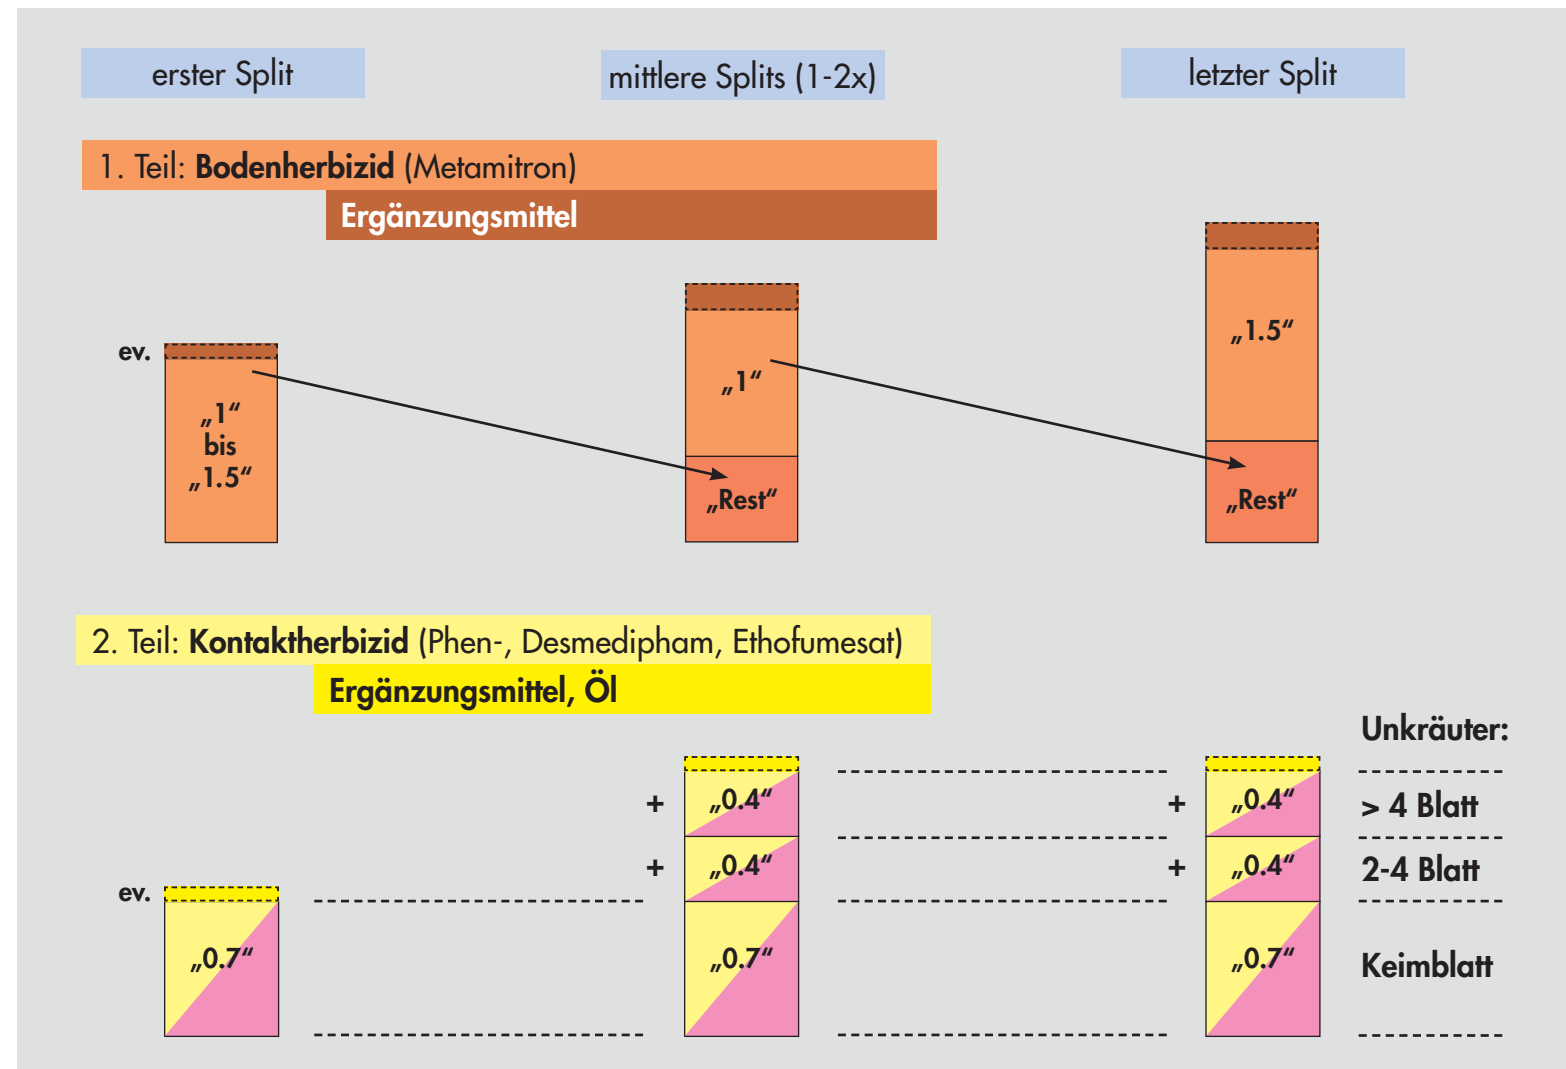 erster Split
mittlere Splits (1-2x)
letzter Split
1. Teil: Bodenherbizid (Metamitron)
Ergänzungsmittel
ev.
„1“
bis
„1.5“
„1“
„Rest“
„1.5“
„Rest“
2. Teil: Kontaktherbizid (Phen-, Desmedipham, Ethofumesat)
Ergänzungsmittel, Öl
Unkräuter:
+ „0.4“ + „0.4“ > 4 Blatt
+ „0.4“ + „0.4“ 2-4 Blatt
ev.
„0.7“ „0.7“ „0.7“ Keimblatt